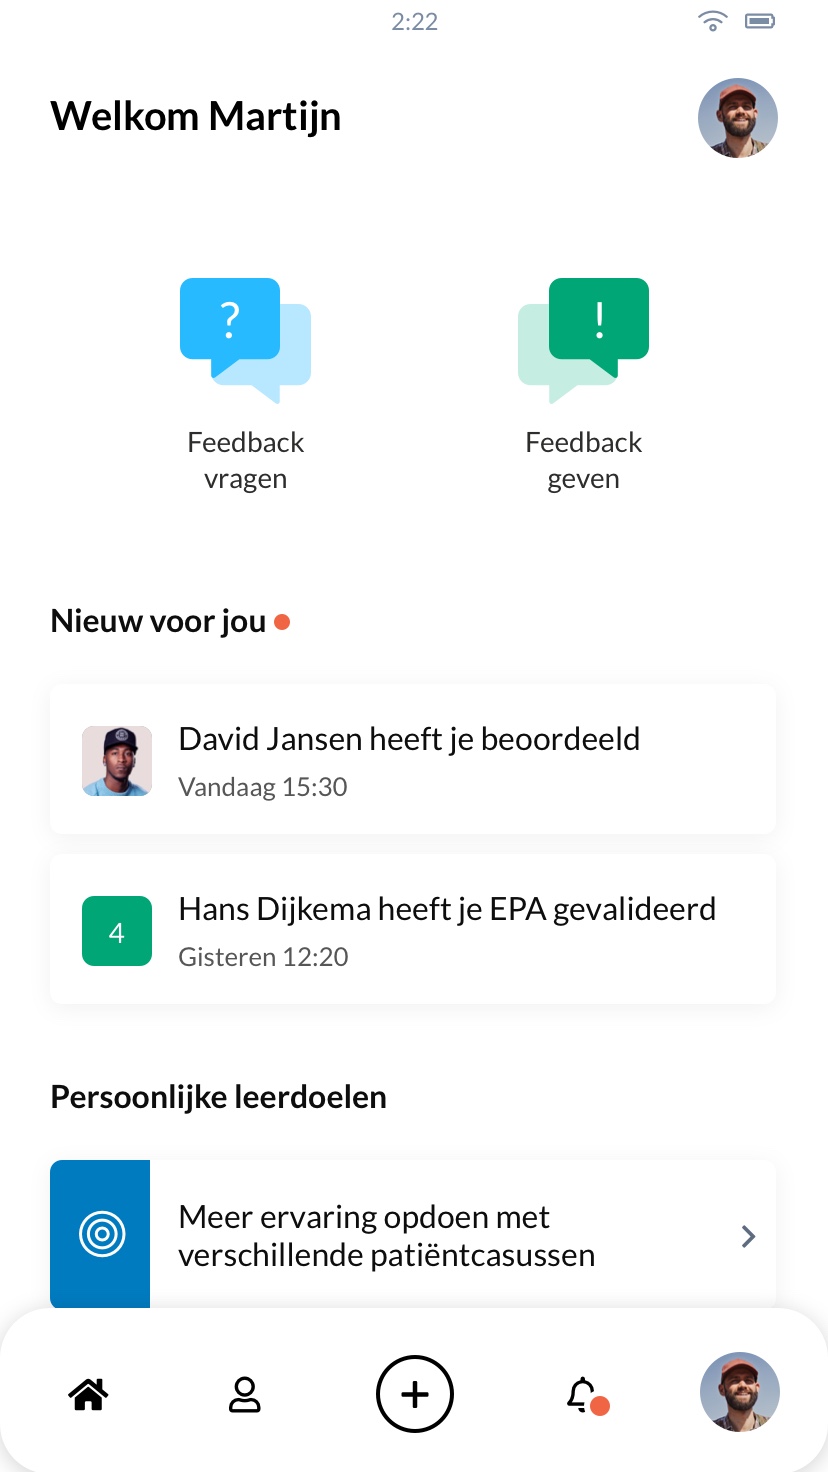 2:22
Welkom Martijn
?
!
Feedback
vragen
Feedback
geven
Nieuw voor jou
David Jansen heeft je beoordeeld
Vandaag 15:30
4
Hans Dijkema heeft je EPA gevalideerd
Gisteren 12:20
Persoonlijke leerdoelen
Meer ervaring opdoen met
verschillende patiëntcasussen